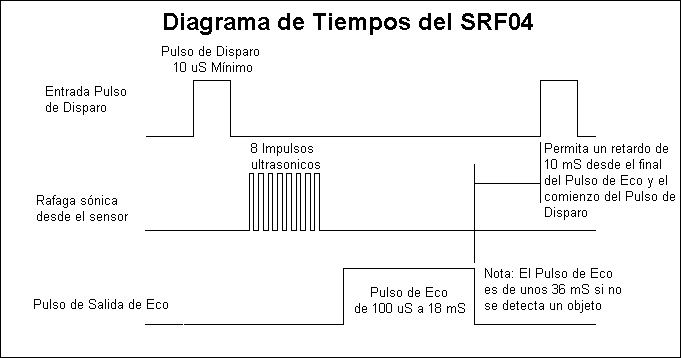 Diagrama de Tiempos del SRF04
Pulso de Disparo
10 uS Mínimo
Entrada Pulso
de Disparo
8 Impulsos
ultrasonicos
Permita un retardo de
10 mS desde el final
del Pulso de Eco y el
comienzo del Pulso de
Disparo
Rafaga sónica
desde el sensor
Pulso de Salida de Eco
Pulso de Eco
de 100 uS a 18 mS
Nota: El Pulso de Eco
es de unos 36 mS si no
se detecta un objeto